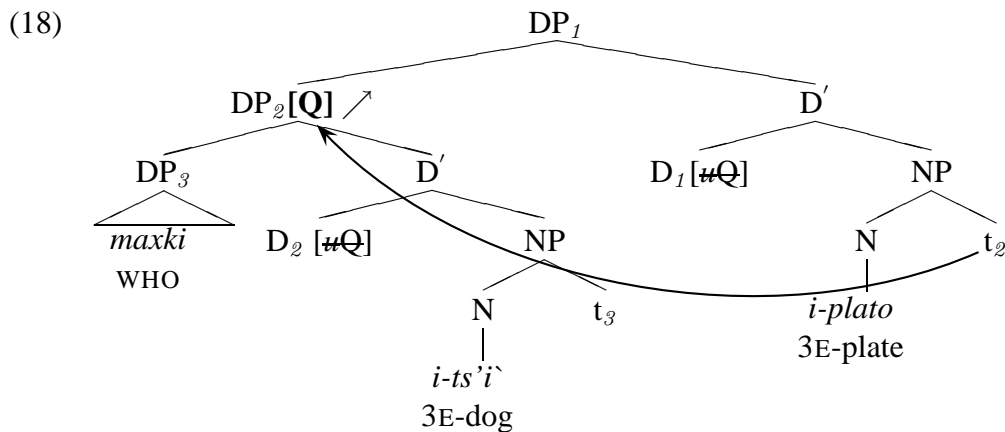 (18) DP₁
DP₂[Q] ↗ D′
DP₃ D′ D₁[uQ] NP
maxki D₂ [uQ] NP N t₂
WHO
N t₃ i-plato
3E-plate
i-ts'i`
3E-dog